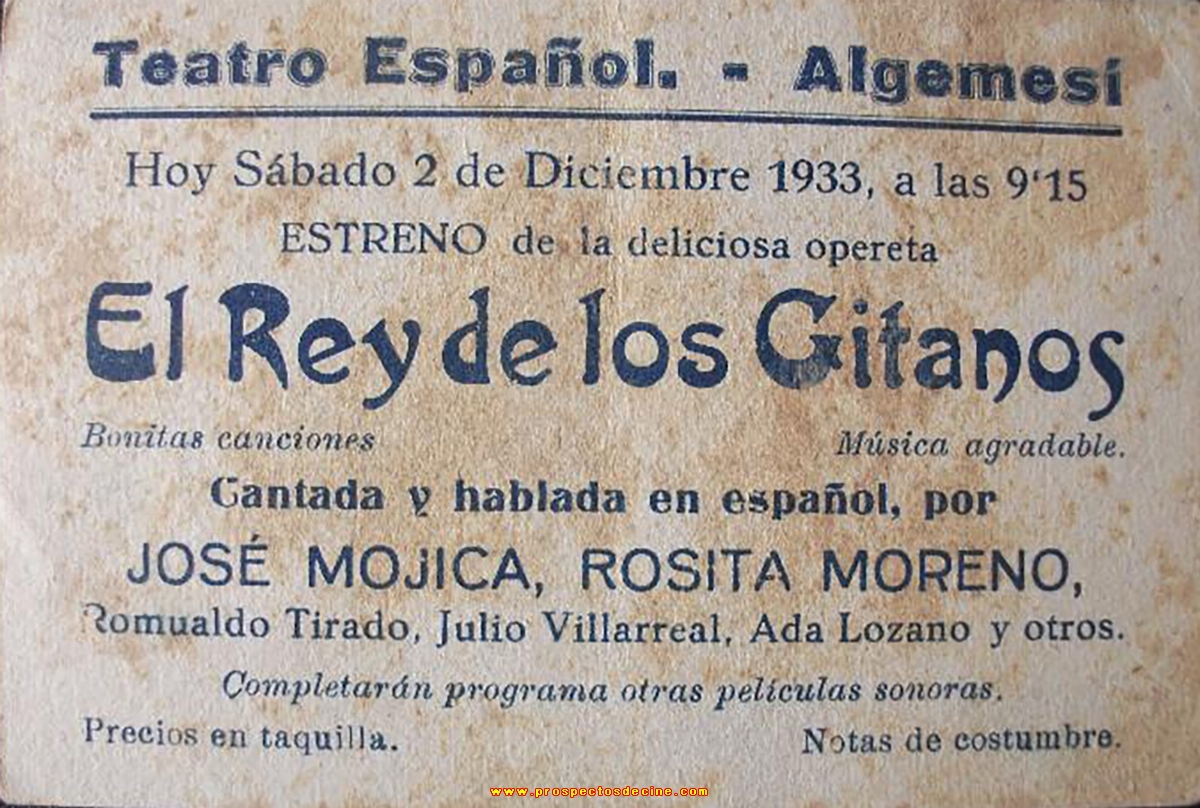 Teatro Español. - Algemesí
Hoy Sábado 2 de Diciembre 1933, a las 9'15
ESTRENO de la deliciosa opereta
El Rey de los Gitanos
Bonitas canciones Música agradable.
Cantada y hablada en español, por
JOSÉ MOJICA, ROSITA MORENO,
Romualdo Tirado, Julio Villarreal, Ada Lozano y otros.
Completarán programa otras películas sonoras.
Precios en taquilla. Notas de costumbre.
www.prospectosdecine.com